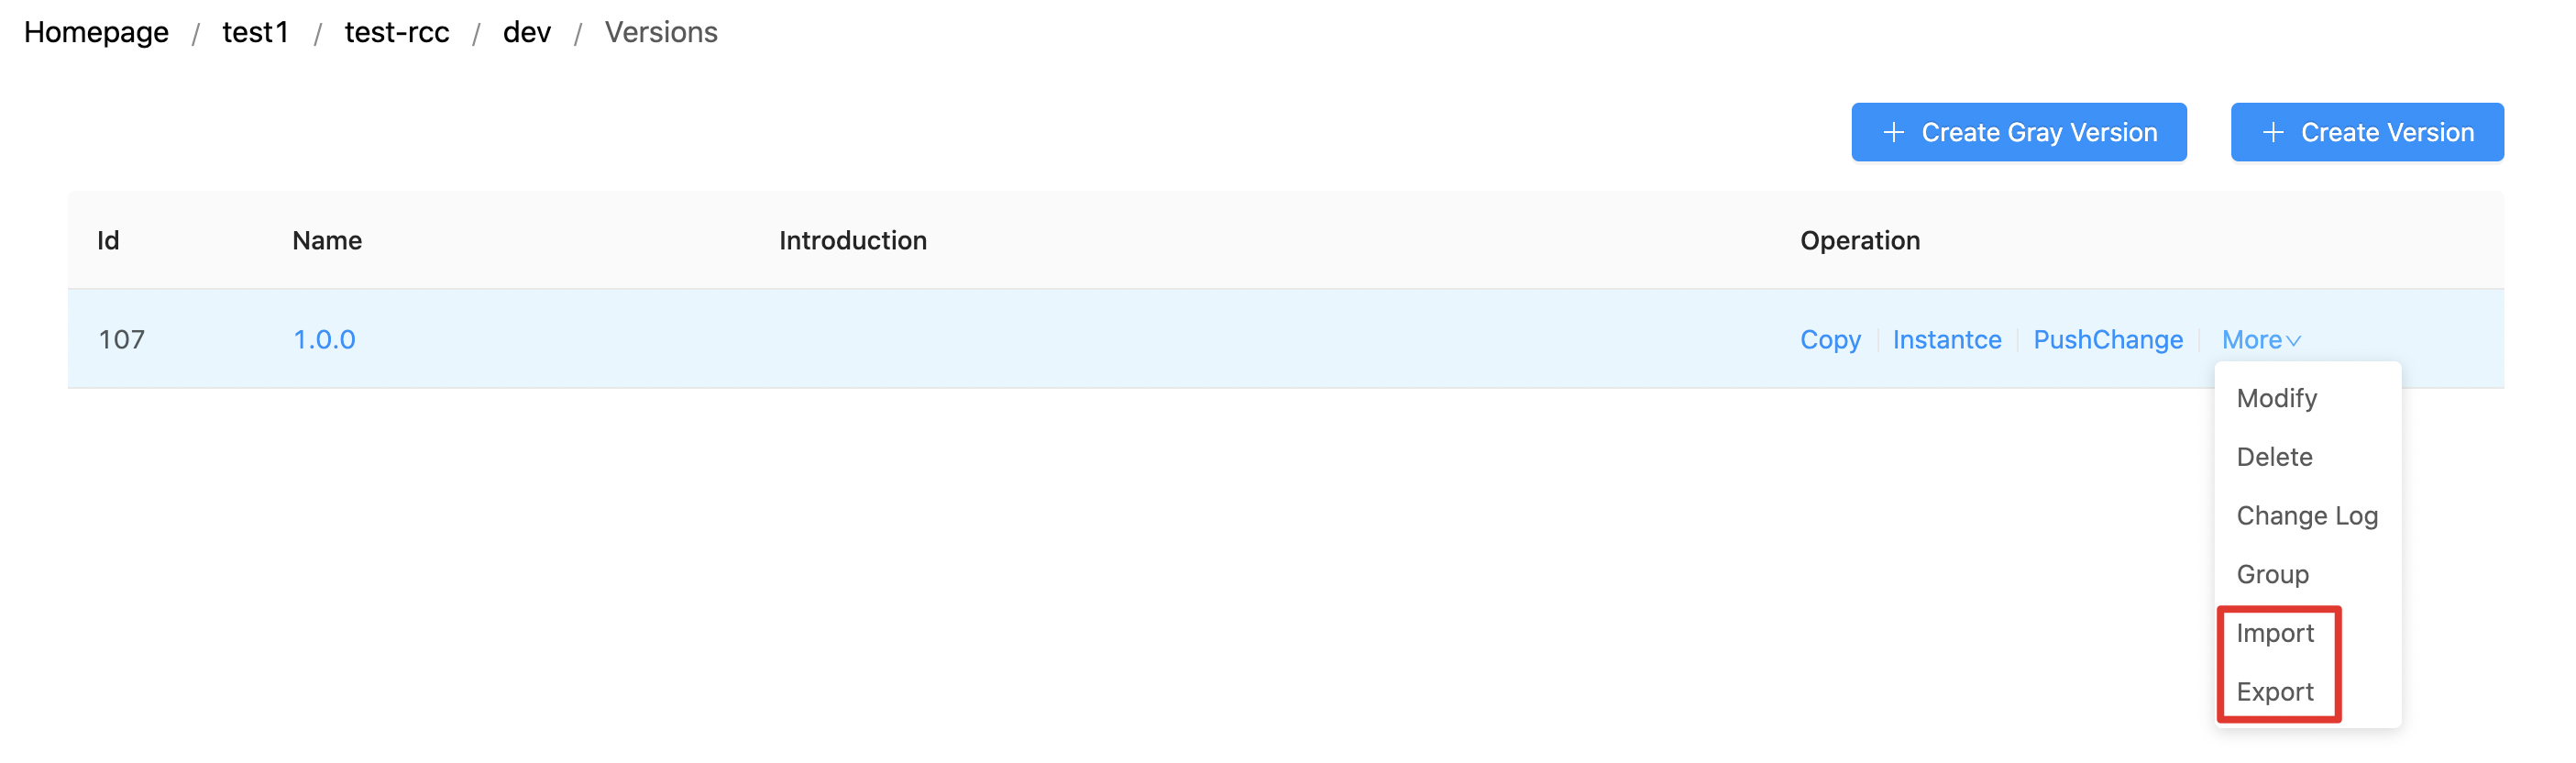 Homepage / test1 / test-rcc / dev / Versions
+ Create Gray Version + Create Version
Id Name Introduction Operation
107 1.0.0 Copy Instantce PushChange More
Modify
Delete
Change Log
Group
Import
Export